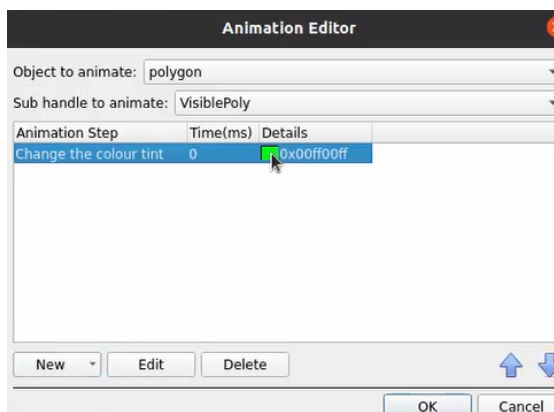 Animation Editor
Object to animate: polygon
Sub handle to animate: VisiblePoly
Animation Step Time(ms) Details
Change the colour tint 0 0x00ff00ff
New Edit Delete
OK Cancel